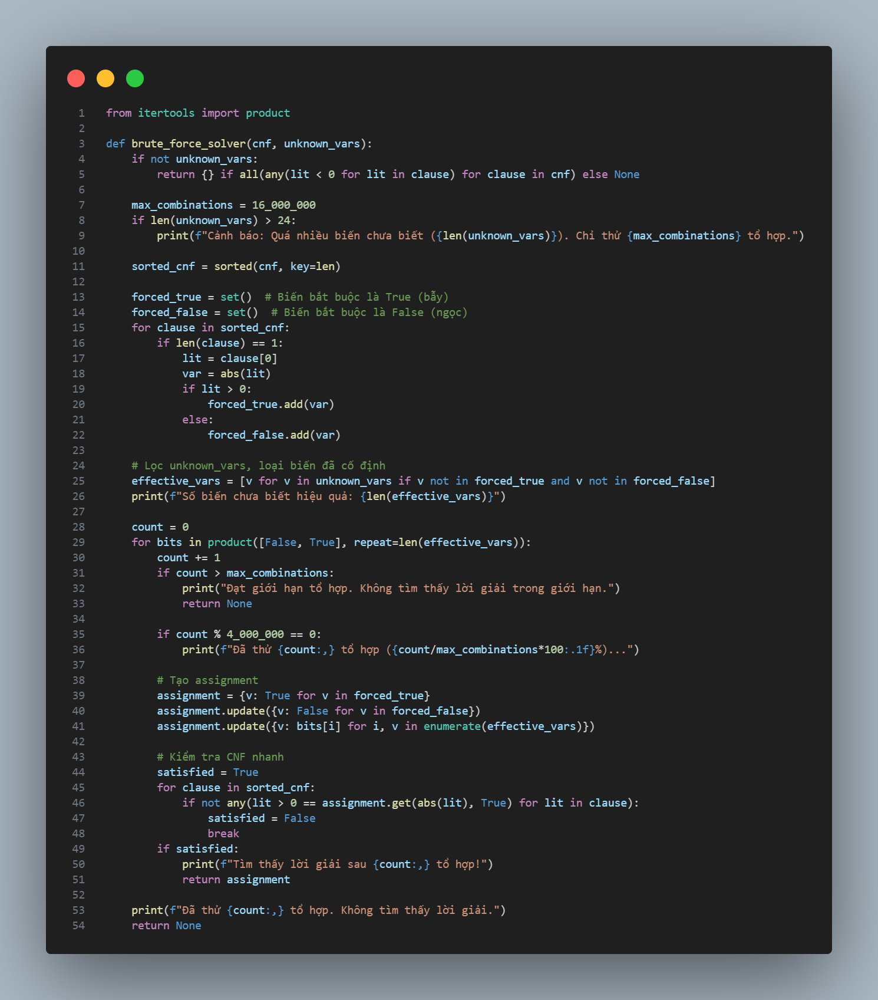 1 from itertools import product
2
3 def brute_force_solver(cnf, unknown_vars):
4     if not unknown_vars:
5         return {} if all(any(lit < 0 for lit in clause) for clause in cnf) else None
6
7     max_combinations = 16_000_000
8     if len(unknown_vars) > 24:
9         print(f"Cảnh báo: Quá nhiều biến chưa biết ({len(unknown_vars)}). Chỉ thử {max_combinations} tổ hợp.")
10
11     sorted_cnf = sorted(cnf, key=len)
12
13     forced_true = set()  # Biến bắt buộc là True (bẫy)
14     forced_false = set()  # Biến bắt buộc là False (ngọc)
15     for clause in sorted_cnf:
16         if len(clause) == 1:
17             lit = clause[0]
18             var = abs(lit)
19             if lit > 0:
20                 forced_true.add(var)
21             else:
22                 forced_false.add(var)
23
24     # Lọc unknown_vars, loại biến đã cố định
25     effective_vars = [v for v in unknown_vars if v not in forced_true and v not in forced_false]
26     print(f"Số biến chưa biết hiệu quả: {len(effective_vars)}")
27
28     count = 0
29     for bits in product([False, True], repeat=len(effective_vars)):
30         count += 1
31         if count > max_combinations:
32             print("Đạt giới hạn tổ hợp. Không tìm thấy lời giải trong giới hạn.")
33             return None
34
35         if count % 4_000_000 == 0:
36             print(f"Đã thử {count:,} tổ hợp ({count/max_combinations*100:.1f}%)...")
37
38         # Tạo assignment
39         assignment = {v: True for v in forced_true}
40         assignment.update({v: False for v in forced_false})
41         assignment.update({v: bits[i] for i, v in enumerate(effective_vars)})
42
43         # Kiểm tra CNF nhanh
44         satisfied = True
45         for clause in sorted_cnf:
46             if not any(lit > 0 == assignment.get(abs(lit), True) for lit in clause):
47                 satisfied = False
48                 break
49         if satisfied:
50             print(f"Tìm thấy lời giải sau {count:,} tổ hợp!")
51             return assignment
52
53     print(f"Đã thử {count:,} tổ hợp. Không tìm thấy lời giải.")
54     return None